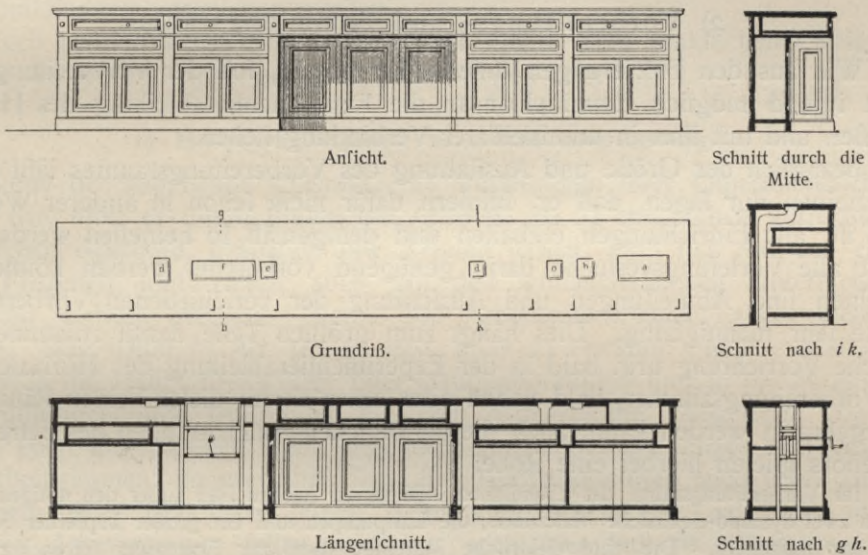 Anſicht.
Schnitt durch die
Mitte.
g
i
d
f
e
d
o
b
a
h
k
Grundriß.
Schnitt nach i k.
Längenſchnitt.
Schnitt nach g h.